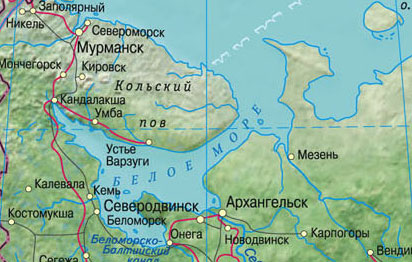 Заполярный
Никель
Североморск
Мурманск
Мончегорск
Кировск
Кольский
Кандалакша
Умба
пов
Устье
Варзуги
БЕЛОЕ МОРЕ
Мезень
Калевала
Кемь
Северодвинск
Архангельск
Костомукша
Беломорск
Новодвинск
Карпогоры
Беломорско-
Балтийский
канал
Онега
Сегежа
о.